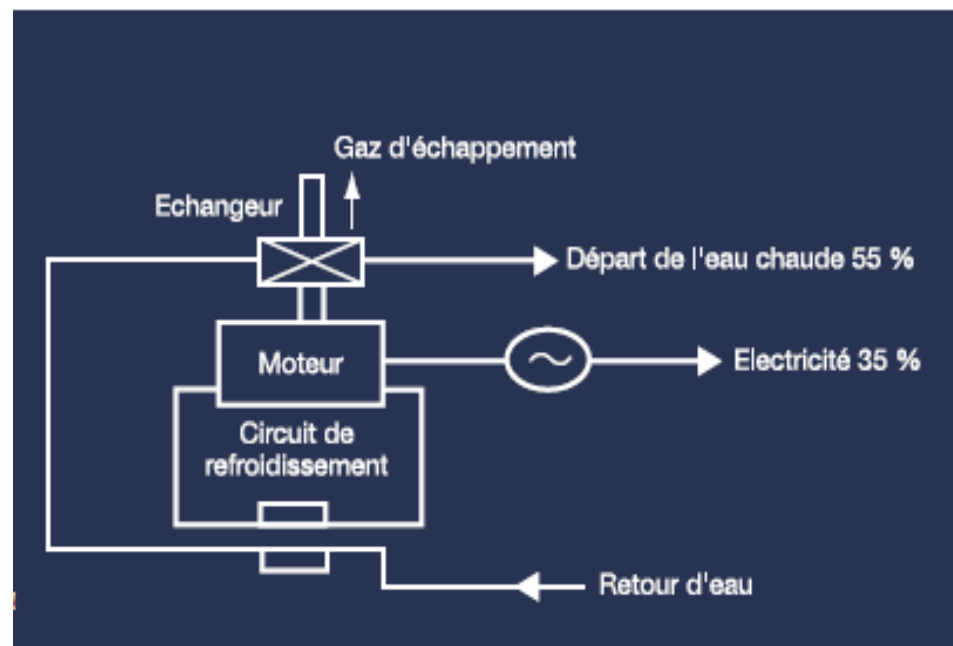 Gaz d'échappement
Echangeur
Départ de l'eau chaude 55 %
Moteur
Electricité 35 %
Circuit de
refroidissement
Retour d'eau